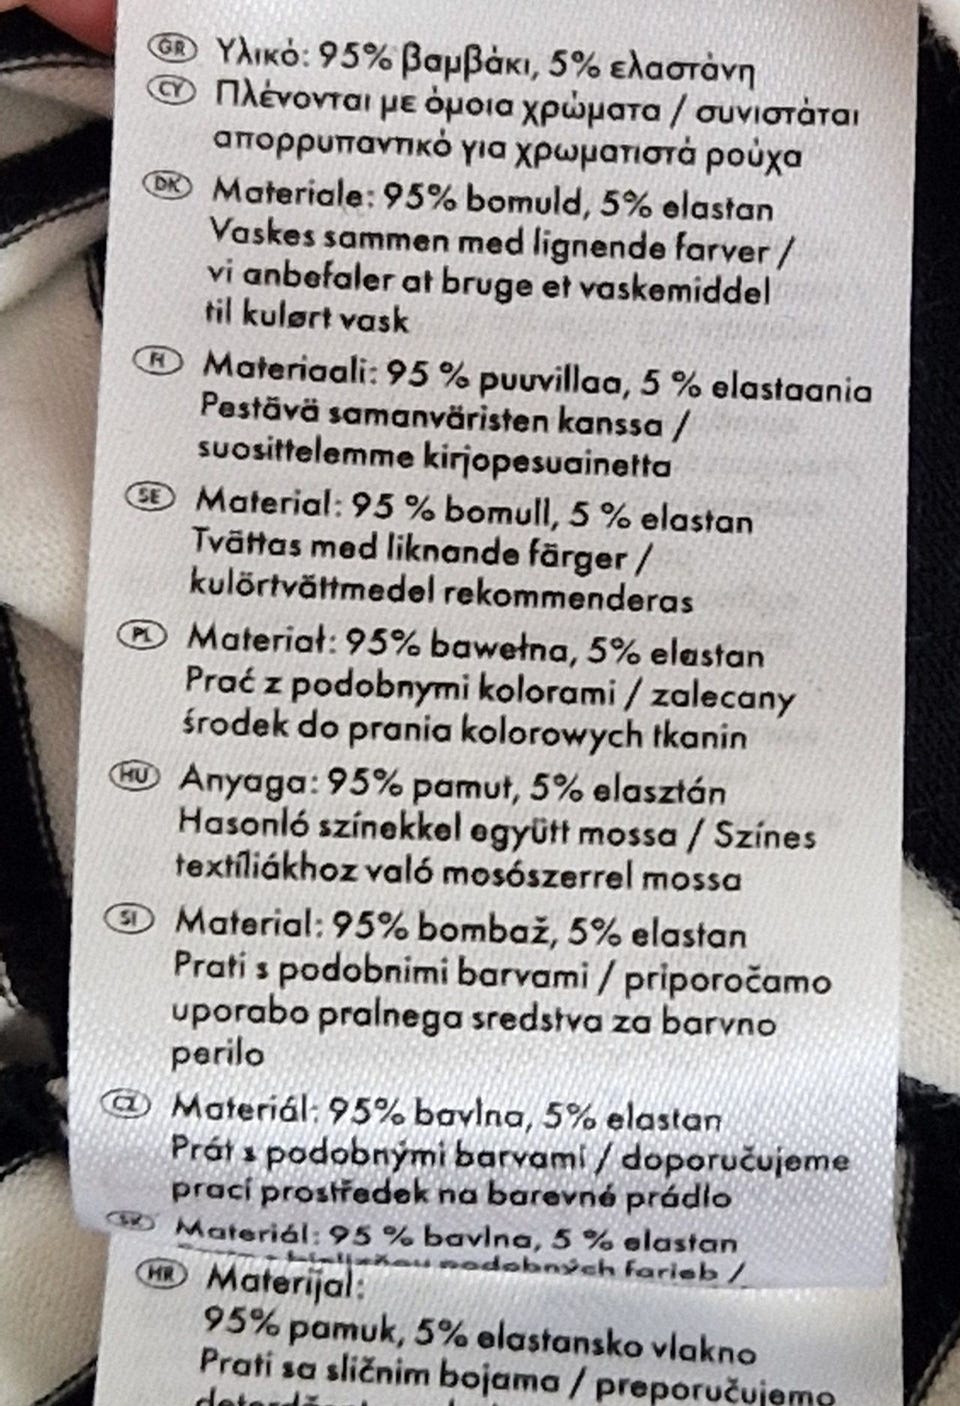 GR Υλικό: 95% βαμβάκι, 5% ελαστάνη
CY Πλένονται με όμοια χρώματα / συνιστάται
απορρυπαντικό για χρωματιστά ρούχα
DK Materiale: 95% bomuld, 5% elastan
Vaskes sammen med lignende farver /
vi anbefaler at bruge et vaskemiddel
til kulørt vask
FI Materiaali: 95 % puuvillaa, 5 % elastaania
Pestävä samanväristen kanssa /
suosittelemme kirjopesuainetta
SE Material: 95 % bomull, 5 % elastan
Tvättas med liknande färger /
kulörtvättmedel rekommenderas
PL Materiał: 95% bawełna, 5% elastan
Prać z podobnymi kolorami / zalecany
środek do prania kolorowych tkanin
HU Anyaga: 95% pamut, 5% elasztán
Hasonló színekkel együtt mossa / Színes
textíliákhoz való mosószerrel mossa
SI Material: 95% bombaž, 5% elastan
Prati s podobnimi barvami / priporočamo
uporabo pralnega sredstva za barvno
perilo
CZ Materiál: 95% bavlna, 5% elastan
Prát s podobnými barvami / doporučujeme
prací prostředek na barevné prádlo
SK Materiál: 95 % bavlna, 5 % elastan
podobných farieb /
HR Materijal:
95% pamuk, 5% elastansko vlakno
Prati sa sličnim bojama / preporučujemo